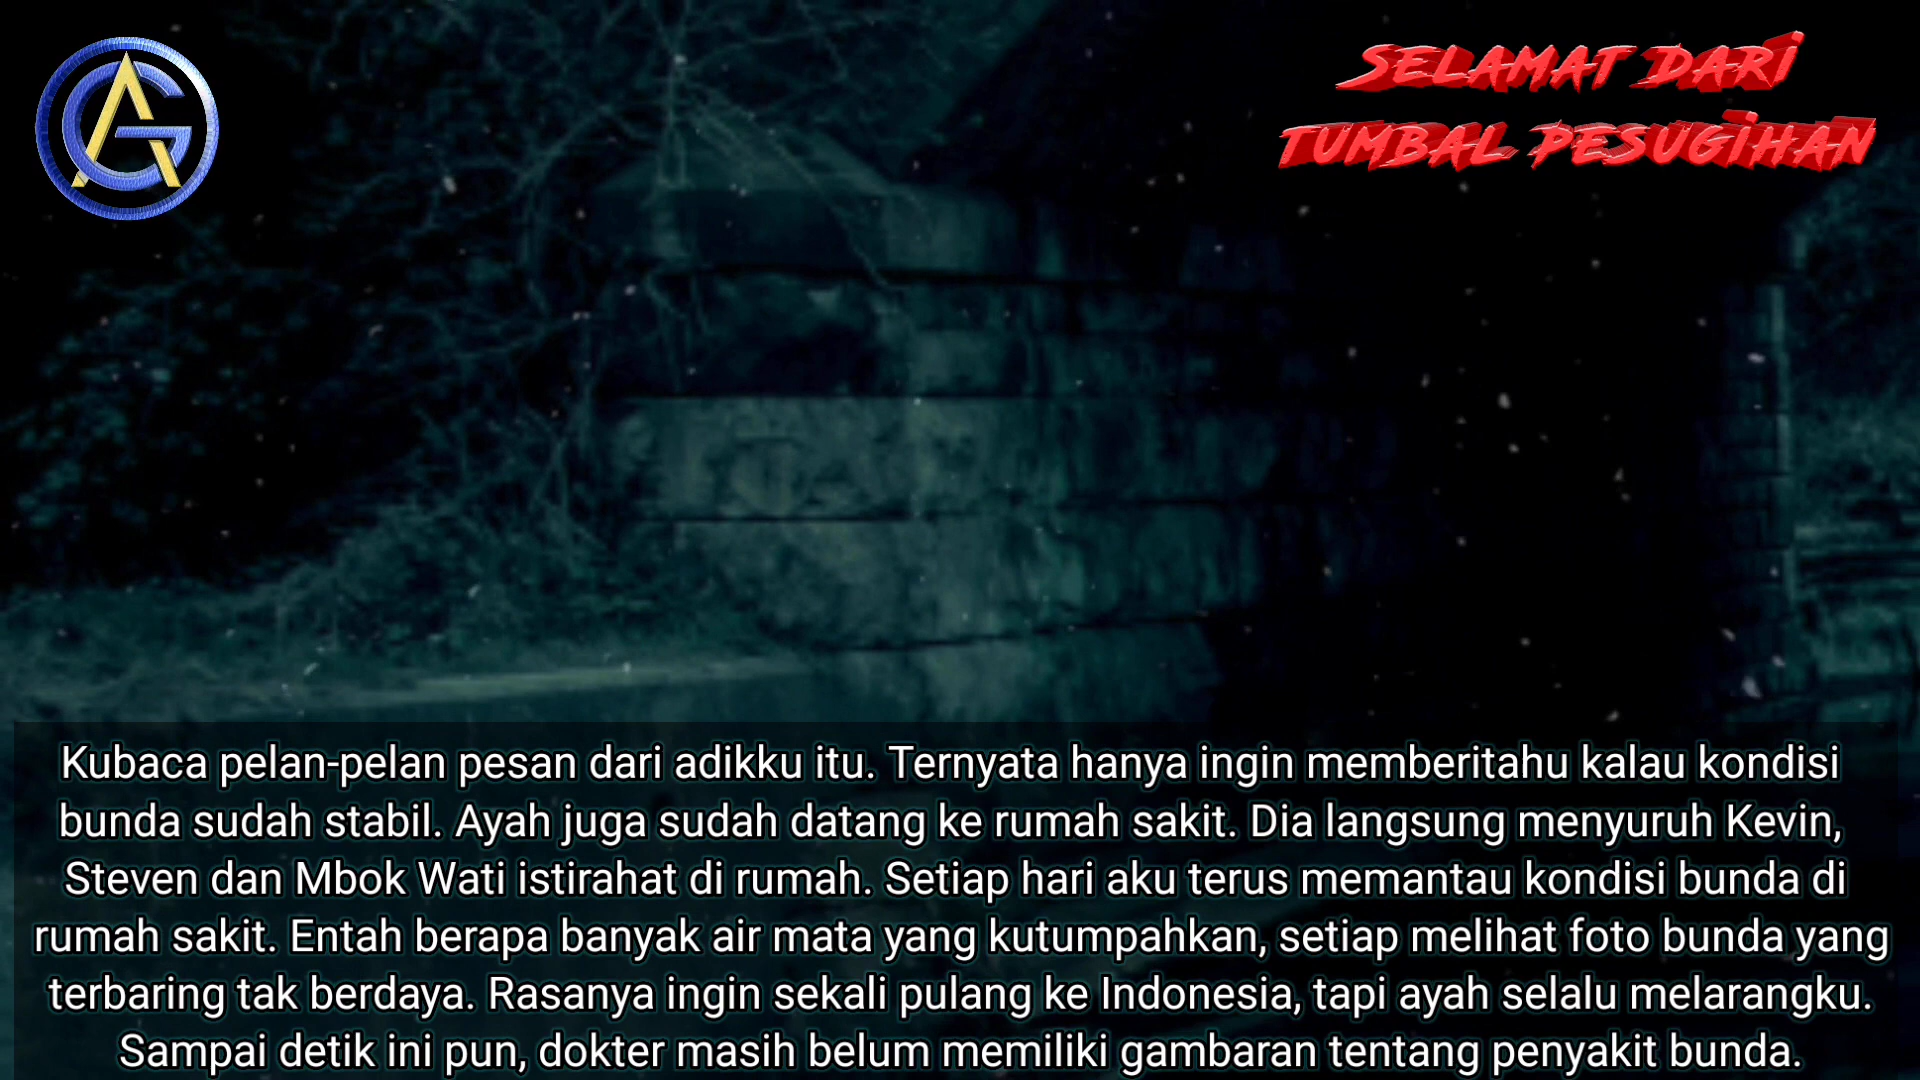 SELAMAT DARI
TUMBAL PESUGIHAN
Kubaca pelan-pelan pesan dari adikku itu. Ternyata hanya ingin memberitahu kalau kondisi
bunda sudah stabil. Ayah juga sudah datang ke rumah sakit. Dia langsung menyuruh Kevin,
Steven dan Mbok Wati istirahat di rumah. Setiap hari aku terus memantau kondisi bunda di
rumah sakit. Entah berapa banyak air mata yang kutumpahkan, setiap melihat foto bunda yang
terbaring tak berdaya. Rasanya ingin sekali pulang ke Indonesia, tapi ayah selalu melarangku.
Sampai detik ini pun, dokter masih belum memiliki gambaran tentang penyakit bunda.